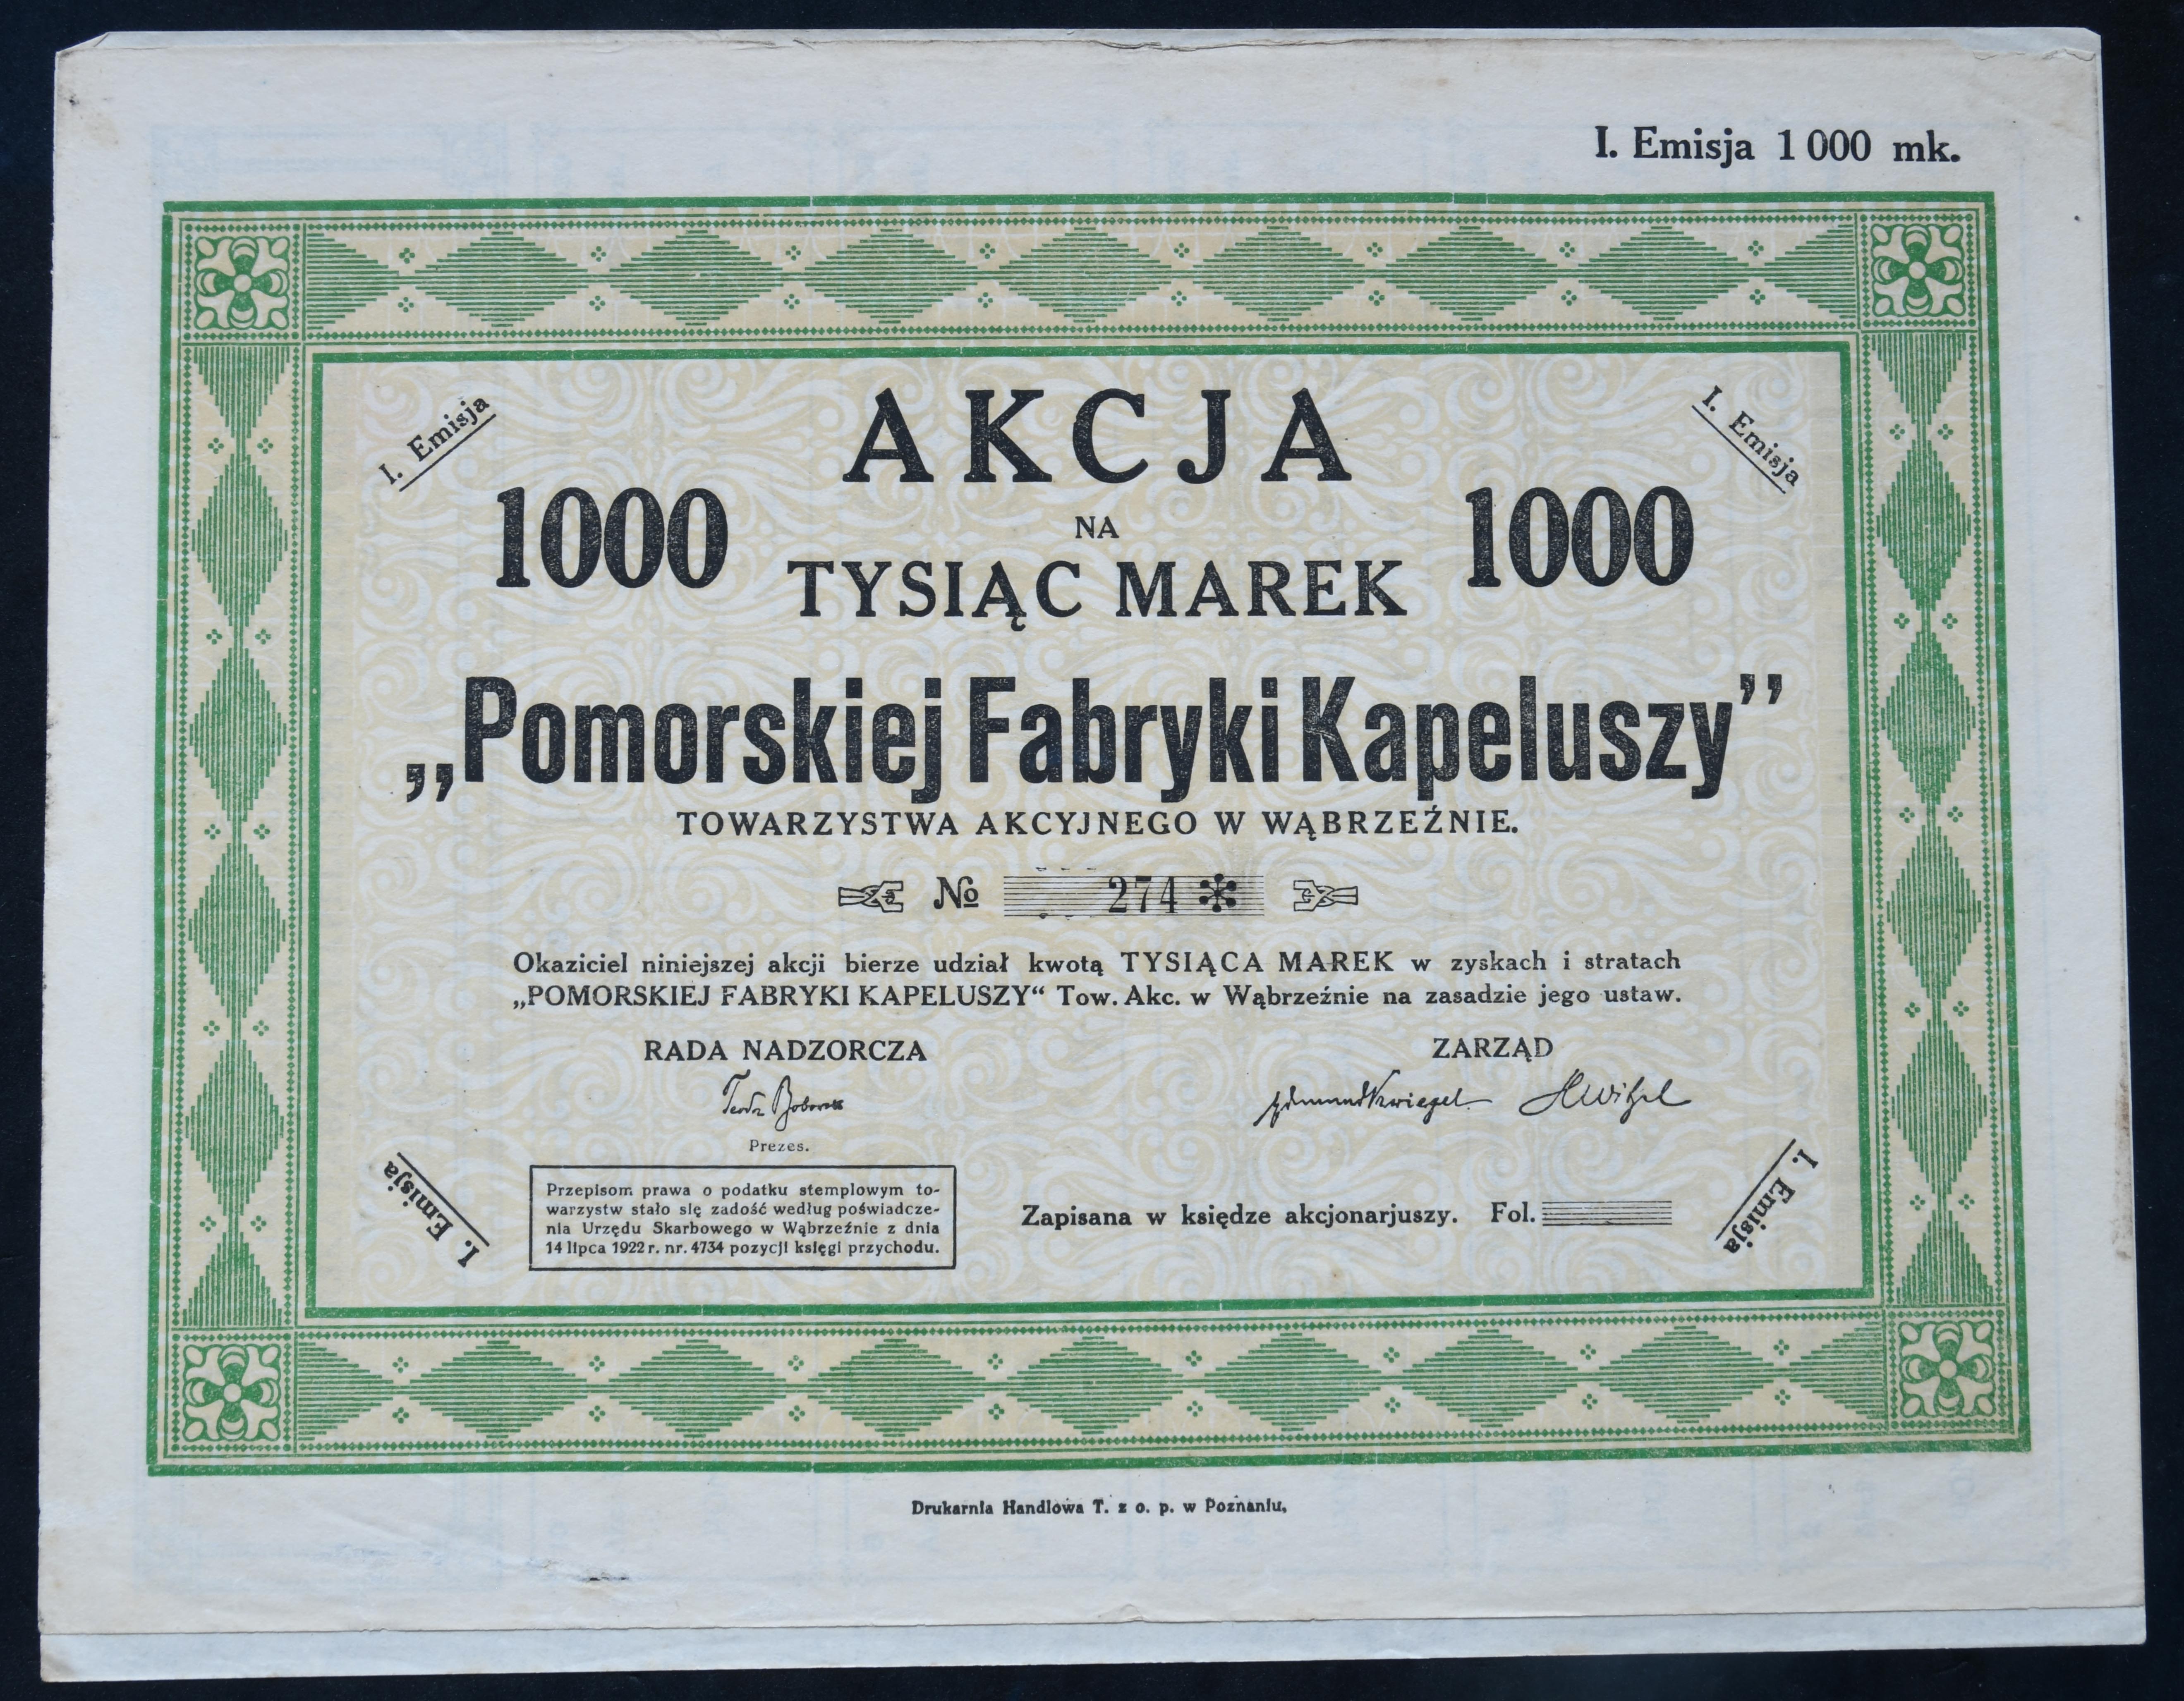 I. Emisja 1000 mk.
I. Emisja
I. Emisja
AKCJA
1000
NA
1000
TYSIĄC MAREK
„Pomorskiej Fabryki Kapeluszy”
TOWARZYSTWA AKCYJNEGO W WĄBRZEŹNIE.
No 274
Okaziciel niniejszej akcji bierze udział kwotą TYSIĄCA MAREK w zyskach i stratach
„POMORSKIEJ FABRYKI KAPELUSZY“ Tow. Akc. w Wąbrzeźnie na zasadzie jego ustaw.
RADA NADZORCZA
ZARZĄD
Prezes.
Przepisom prawa o podatku stemplowym to-
warzystw stało się zadość według poświadcze-
nia Urzędu Skarbowego w Wąbrzeźnie z dnia
14 lipca 1922 r. nr. 4734 pozycji księgi przychodu.
Zapisana w księdze akcjonarjuszy. Fol.
I. Emisja
I. Emisja
Drukarnia Handlowa T. z o. p. w Poznaniu,